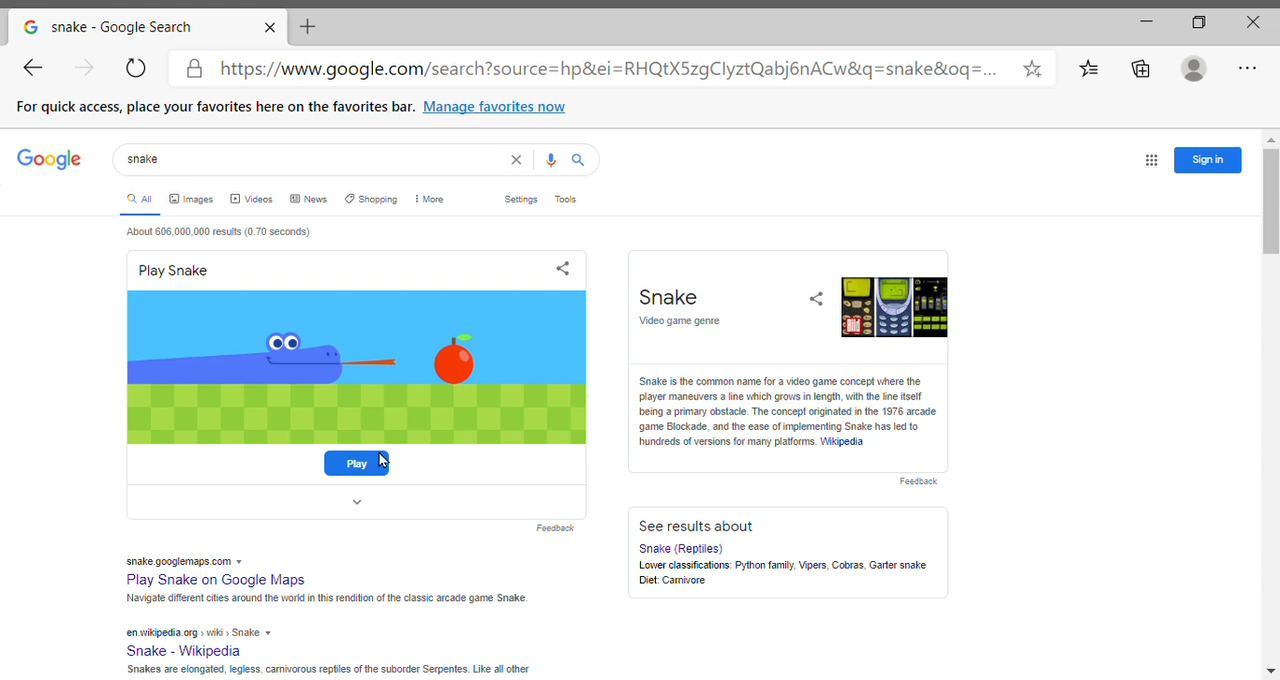 snake - Google Search
https://www.google.com/search?source=hp&ei=RHQtX5zgClyztQabj6nACw&q=snake&oq=...
For quick access, place your favorites here on the favorites bar. Manage favorites now
Google
snake
Sign in
All Images Videos News Shopping More Settings Tools
About 606,000,000 results (0.70 seconds)
Play Snake
Play
Feedback
snake.googlemaps.com
Play Snake on Google Maps
Navigate different cities around the world in this rendition of the classic arcade game Snake.
en.wikipedia.org › wiki › Snake
Snake - Wikipedia
Snakes are elongated, legless, carnivorous reptiles of the suborder Serpentes. Like all other
Snake
Video game genre
Snake is the common name for a video game concept where the
player maneuvers a line which grows in length, with the line itself
being a primary obstacle. The concept originated in the 1976 arcade
game Blockade, and the ease of implementing Snake has led to
hundreds of versions for many platforms. Wikipedia
Feedback
See results about
Snake (Reptiles)
Lower classifications: Python family, Vipers, Cobras, Garter snake
Diet: Carnivore